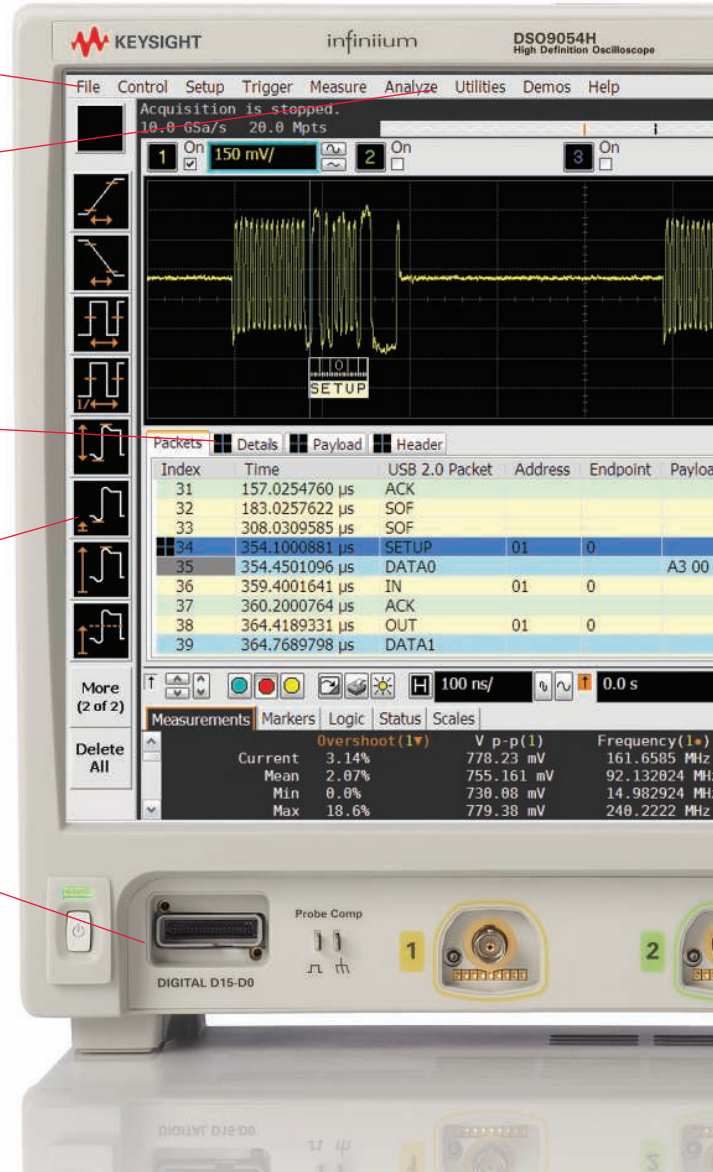 KEYSIGHT infiniium DSO9054H
High Definition Oscilloscope
File Control Setup Trigger Measure Analyze Utilities Demos Help
Acquisition is stopped.
10.0 GSa/s 20.0 Mpts
1 On 150 mV/ 2 On 3 On
0
SETUP
1/
Packets Details Payload Header
Index Time USB 2.0 Packet Address Endpoint Payloa
31 157.0254760 µs ACK
32 183.0257622 µs SOF
33 308.0309585 µs SOF
34 354.1000881 µs SETUP 01 0
35 354.4501096 µs DATA0 A3 00
36 359.4001641 µs IN 01 0
37 360.2000764 µs ACK
38 364.4189331 µs OUT 01 0
39 364.7689798 µs DATA1
More
(2 of 2)
H 100 ns/ 0.0 s
Measurements Markers Logic Status Scales
Delete
All
Overshoot(1▼) V p-p(1) Frequency(1●)
Current 3.14% 778.23 mV 161.6585 MHz
Mean 2.07% 755.161 mV 92.132024 MHz
Min 0.0% 730.08 mV 14.982924 MHz
Max 18.6% 779.38 mV 240.2222 MHz
Probe Comp
1 2
DIGITAL D15-D0